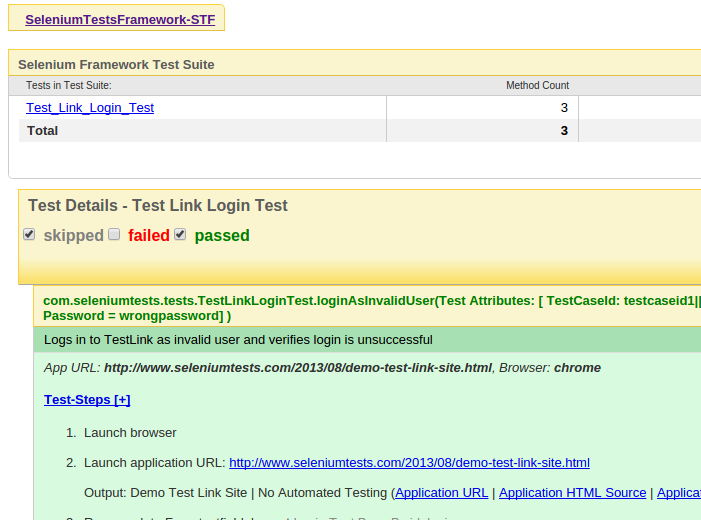 SeleniumTestsFramework-STF
Selenium Framework Test Suite
Tests in Test Suite: Method Count
Test_Link_Login_Test 3
Total 3
Test Details - Test Link Login Test
skipped failed passed
com.seleniumtests.tests.TestLinkLoginTest.loginAsInvalidUser(Test Attributes: [ TestCaseId: testcaseid1||
Password = wrongpassword] )
Logs in to TestLink as invalid user and verifies login is unsuccessful
App URL: http://www.seleniumtests.com/2013/08/demo-test-link-site.html, Browser: chrome
Test-Steps [+]
1. Launch browser
2. Launch application URL: http://www.seleniumtests.com/2013/08/demo-test-link-site.html
Output: Demo Test Link Site | No Automated Testing (Application URL | Application HTML Source | Applica